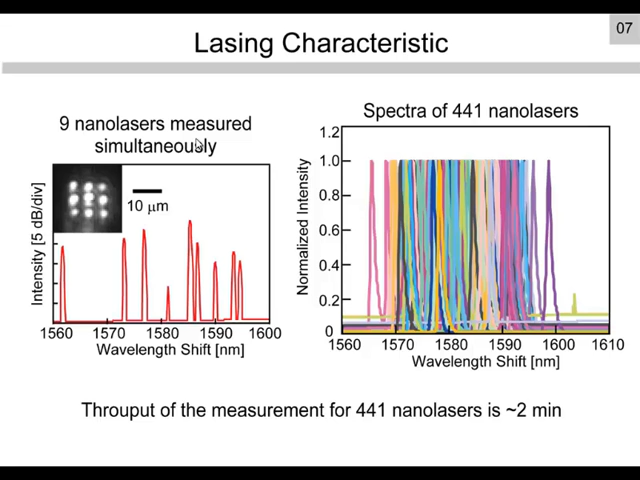 07
Lasing Characteristic
9 nanolasers measured
simultaneously
Spectra of 441 nanolasers
Intensity [5 dB/div]
10 μm
1560 1570 1580 1590 1600
Wavelength Shift [nm]
Normalized Intensity
1.2
1.0
0.8
0.6
0.4
0.2
0
1560 1570 1580 1590 1600 1610
Wavelength Shift [nm]
Throuput of the measurement for 441 nanolasers is ~2 min